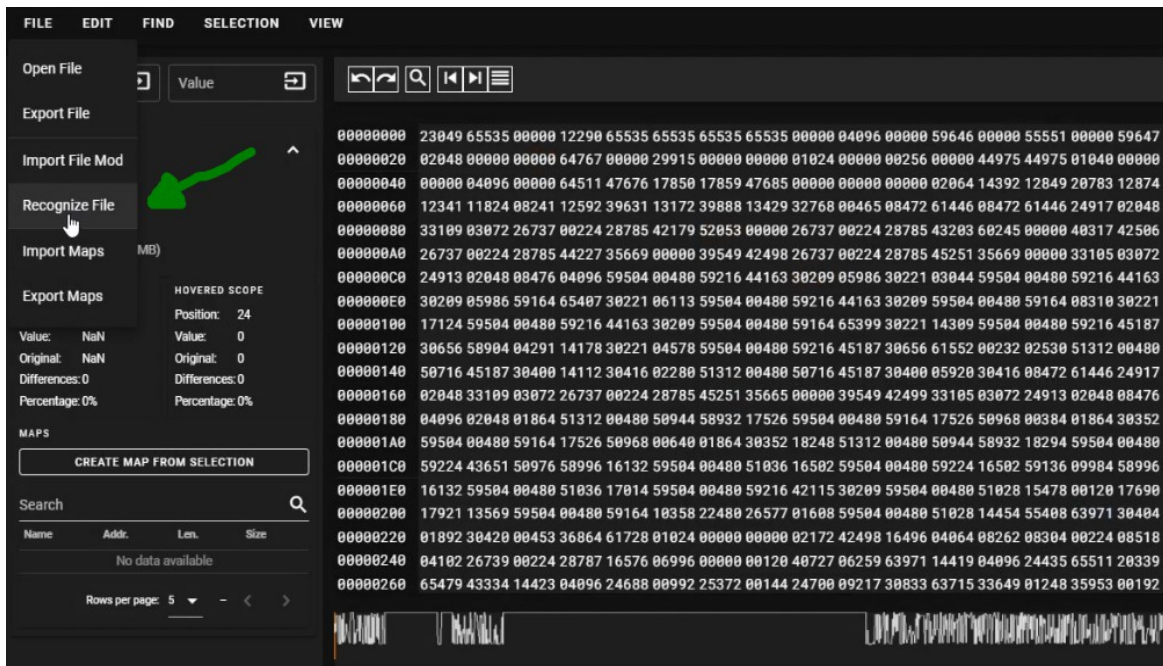 FILE EDIT FIND SELECTION VIEW
Open File
Value
Export File
Import File Mod
Recognize File
Import Maps
MB)
Export Maps
HOVERED SCOPE
Position: 24
Value: NaN
Value: 0
Original: NaN
Original: 0
Differences: 0
Differences: 0
Percentage: 0%
Percentage: 0%
MAPS
CREATE MAP FROM SELECTION
Search
Name Addr. Len. Size
No data available
Rows per page: 5 –
00000000 23049 65535 00000 12290 65535 65535 65535 65535 00000 04096 00000 59646 00000 55551 00000 59647
00000020 02048 00000 00000 64767 00000 29915 00000 00000 01024 00000 00256 00000 44975 44975 01040 00000
00000040 00000 04096 00000 64511 47676 17850 17859 47685 00000 00000 00000 02064 14392 12849 20783 12874
00000060 12341 11824 08241 12592 39631 13172 39888 13429 32768 00465 08472 61446 08472 61446 24917 02048
00000080 33109 03072 26737 00224 28785 42179 52053 00000 26737 00224 28785 43203 60245 00000 40317 42506
000000A0 26737 00224 28785 44227 35669 00000 39549 42498 26737 00224 28785 45251 35669 00000 33105 03072
000000C0 24913 02048 08476 04096 59504 00480 59216 44163 30209 05986 30221 03044 59504 00480 59216 44163
000000E0 30209 05986 59164 65407 30221 06113 59504 00480 59216 44163 30209 59504 00480 59164 08310 30221
00000100 17124 59504 00480 59216 44163 30209 59504 00480 59164 65399 30221 14309 59504 00480 59216 45187
00000120 30656 58904 04291 14178 30221 04578 59504 00480 59216 45187 30656 61552 00232 02530 51312 00480
00000140 50716 45187 30400 14112 30416 02280 51312 00480 50716 45187 30400 05920 30416 08472 61446 24917
00000160 02048 33109 03072 26737 00224 28785 45251 35665 00000 39549 42499 33105 03072 24913 02048 08476
00000180 04096 02048 01864 51312 00480 50944 58932 17526 59504 00480 59164 17526 50968 00384 01864 30352
000001A0 59504 00480 59164 17526 50968 00640 01864 30352 18248 51312 00480 50944 58932 18294 59504 00480
000001C0 59224 43651 50976 58996 16132 59504 00480 51036 16502 59504 00480 59224 16502 59136 09984 58996
000001E0 16132 59504 00480 51036 17014 59504 00480 59216 42115 30209 59504 00480 51028 15478 00120 17690
00000200 17921 13569 59504 00480 59164 10358 22480 26577 01608 59504 00480 51028 14454 55408 63971 30404
00000220 01892 30420 00453 36864 61728 01024 00000 00000 02172 42498 16496 04064 08262 08304 00224 08518
00000240 04102 26739 00224 28787 16576 06996 00000 00120 40727 06259 63971 14419 04096 24435 65511 20339
00000260 65479 43334 14423 04096 24688 00992 25372 00144 24700 09217 30833 63715 33649 01248 35953 00192